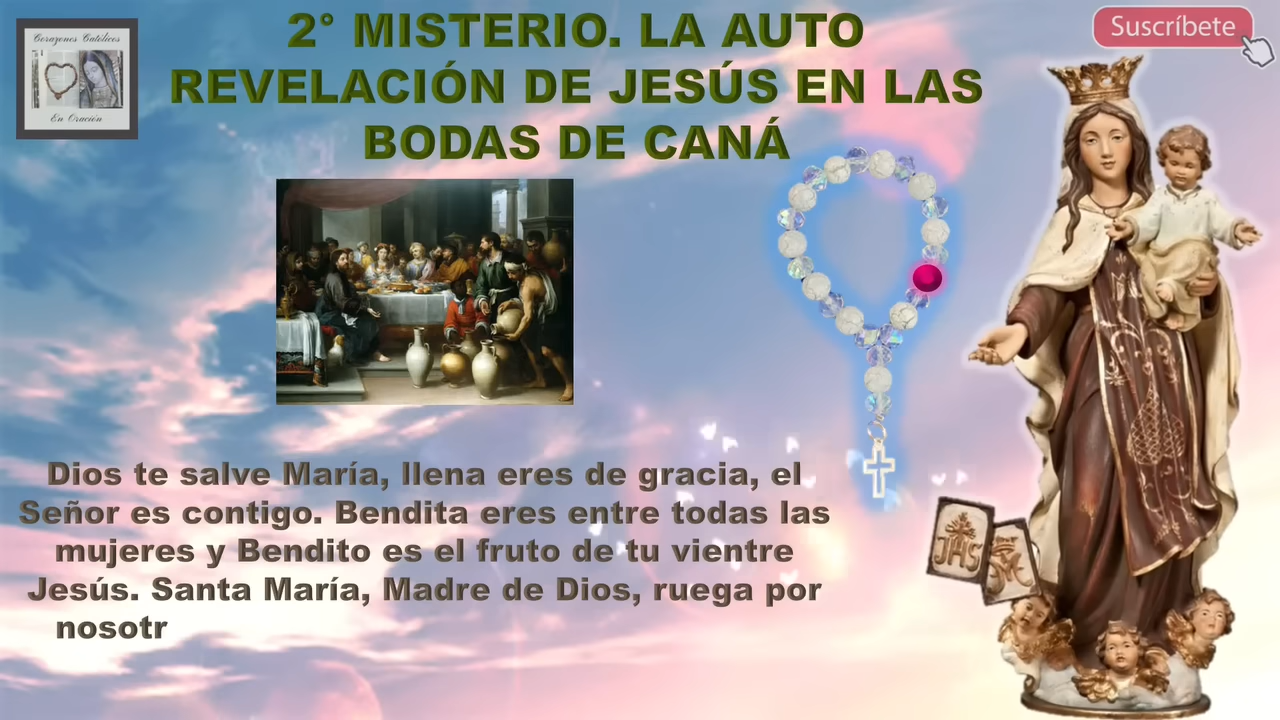 Corazones Católicos
En Oración
2° MISTERIO. LA AUTO
REVELACIÓN DE JESÚS EN LAS
BODAS DE CANÁ
Suscríbete
Dios te salve María, llena eres de gracia, el
Señor es contigo. Bendita eres entre todas las
mujeres y Bendito es el fruto de tu vientre
Jesús. Santa María, Madre de Dios, ruega por
nosotr
JHS